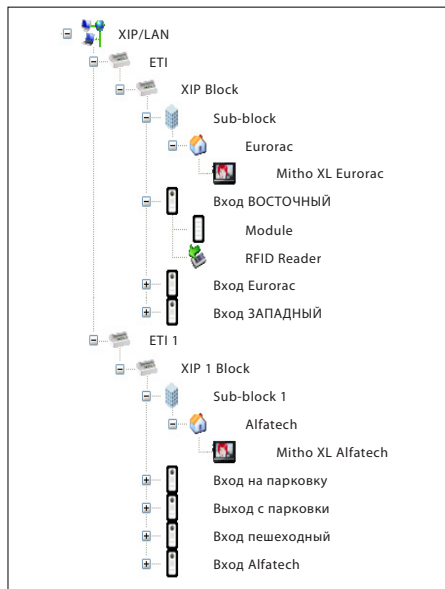 XIP/LAN
ETI
XIP Block
Sub-block
Eurorac
Mitho XL Eurorac
Вход ВОСТОЧНЫЙ
Module
RFID Reader
Вход Eurorac
Вход ЗАПАДНЫЙ
ETI 1
XIP 1 Block
Sub-block 1
Alfatech
Mitho XL Alfatech
Вход на парковку
Выход с парковки
Вход пешеходный
Вход Alfatech